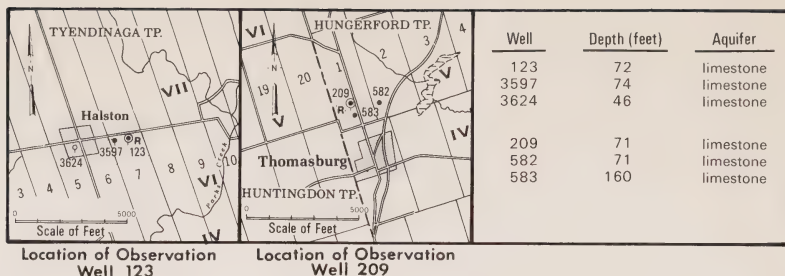 TYENDINAGA TP.
N
VII
Halston
R
3624
3597
123
3
4
5
6
7
8
9
10
VI
Parks Creek
IV
0
5000
Scale of Feet
Location of Observation
Well 123
HUNGERFORD TP.
VI
N
1
2
3
4
19
20
V
209
R
582
583
V
IV
Thomasburg
HUNTINGDON TP.
0
5000
Scale of Feet
Location of Observation
Well 209
Well Depth (feet) Aquifer
123 72 limestone
3597 74 limestone
3624 46 limestone
209 71 limestone
582 71 limestone
583 160 limestone